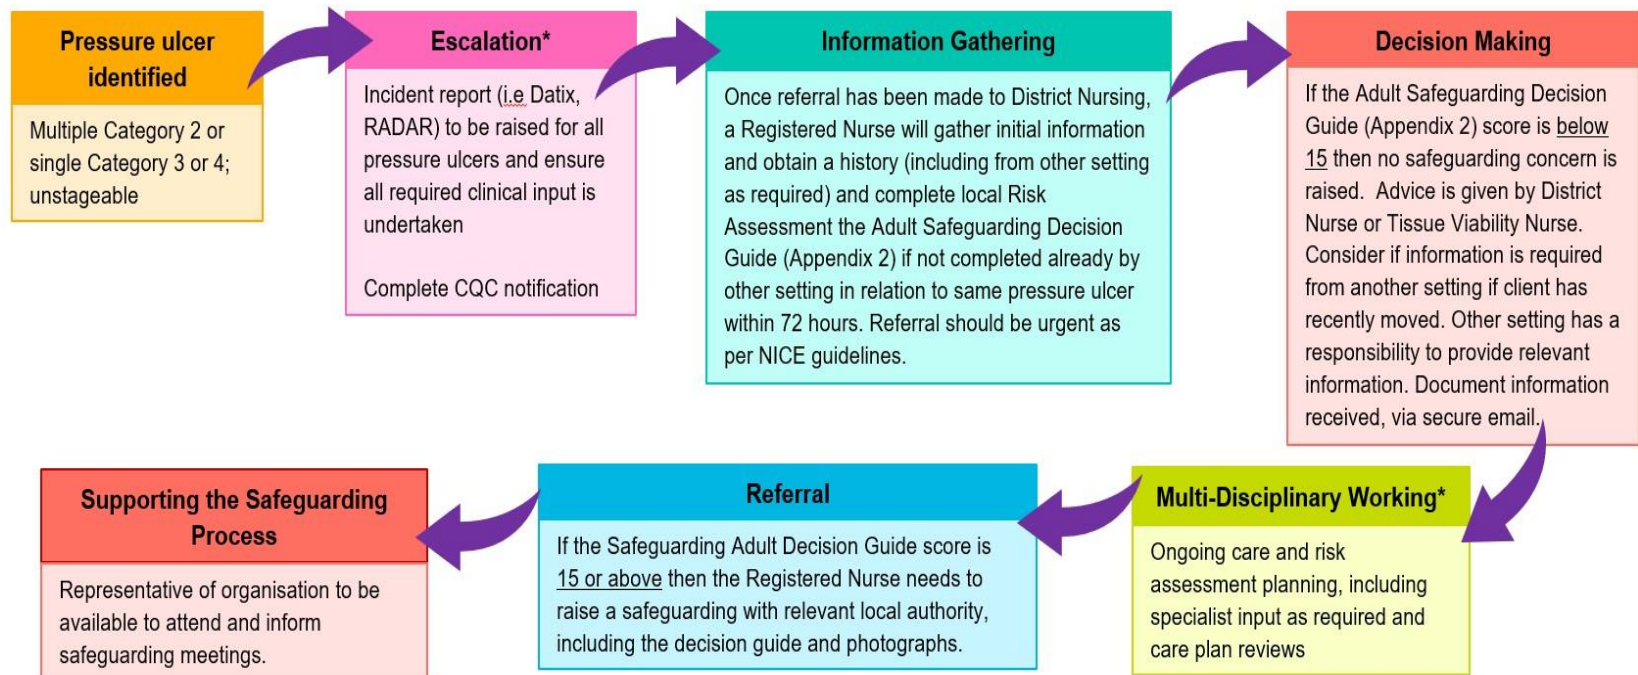 Pressure ulcer
identified
Multiple Category 2 or
single Category 3 or 4;
unstageable
Escalation*
Incident report (i.e Datix,
RADAR) to be raised for all
pressure ulcers and ensure
all required clinical input is
undertaken
Complete CQC notification
Information Gathering
Once referral has been made to District Nursing,
a Registered Nurse will gather initial information
and obtain a history (including from other setting
as required) and complete local Risk
Assessment the Adult Safeguarding Decision
Guide (Appendix 2) if not completed already by
other setting in relation to same pressure ulcer
within 72 hours. Referral should be urgent as
per NICE guidelines.
Decision Making
If the Adult Safeguarding Decision
Guide (Appendix 2) score is below
15 then no safeguarding concern is
raised.  Advice is given by District
Nurse or Tissue Viability Nurse.
Consider if information is required
from another setting if client has
recently moved. Other setting has a
responsibility to provide relevant
information. Document information
received, via secure email.
Multi-Disciplinary Working*
Ongoing care and risk
assessment planning, including
specialist input as required and
care plan reviews
Referral
If the Safeguarding Adult Decision Guide score is
15 or above then the Registered Nurse needs to
raise a safeguarding with relevant local authority,
including the decision guide and photographs.
Supporting the Safeguarding
Process
Representative of organisation to be
available to attend and inform
safeguarding meetings.